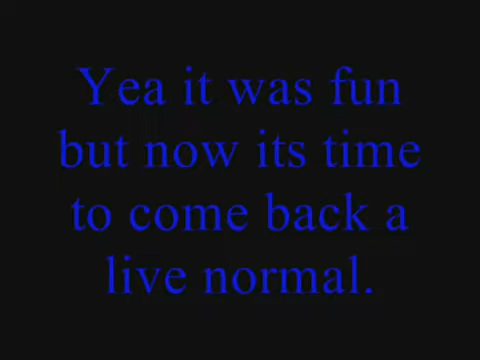 Yea it was fun
but now its time
to come back a
live normal.